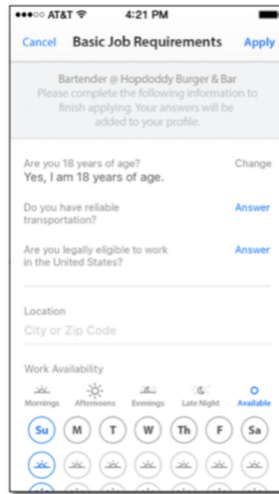 AT&T 4:21 PM
Cancel Basic Job Requirements Apply
Bartender @ Hopdoddy Burger & Bar
Please complete the following information to
finish applying. Your answers will be
added to your profile.
Are you 18 years of age? Change
Yes, I am 18 years of age.
Do you have reliable Answer
transportation?
Are you legally eligible to work Answer
in the United States?
Location
City or Zip Code
Work Availability
Mornings Afternoons Evenings Late Night Available
Su M T W Th F Sa